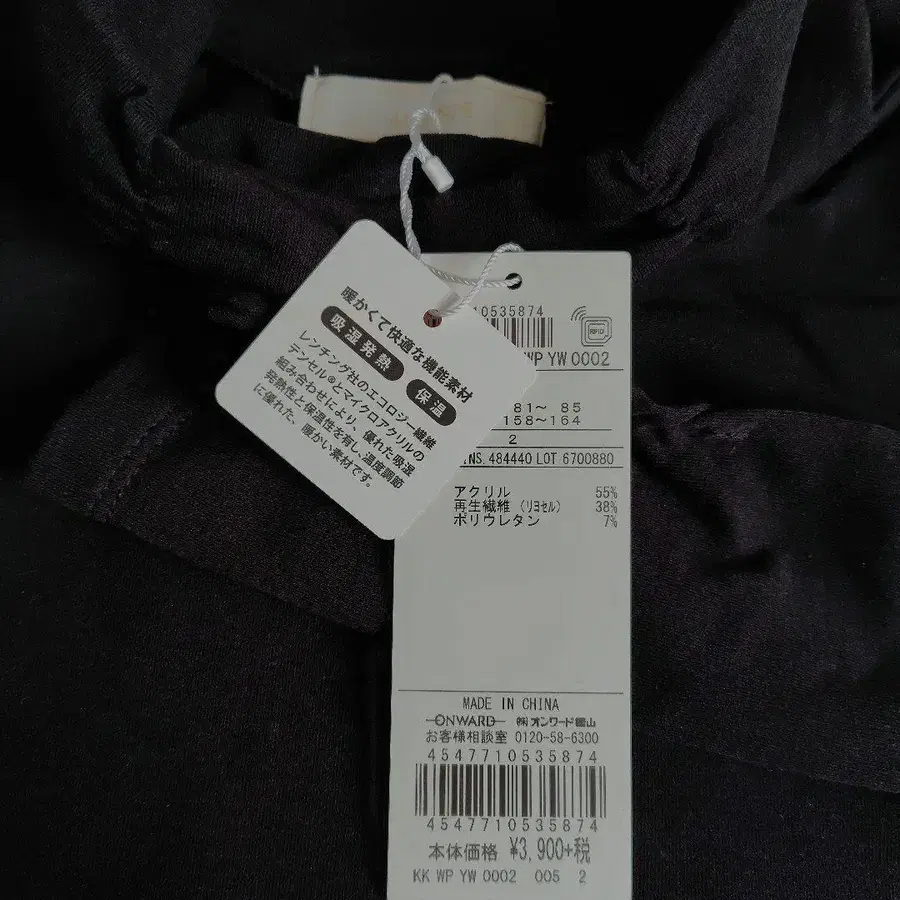 暖かくて快適な機能素材
吸湿発熱
保温
レンチング社のエコロジー繊維
テンセル®とマイクロアクリルの
組み合わせにより、優れた吸湿
発熱性と保温性を有し、温度調節
に優れた、暖かい素材です。
10535874
RFID
WP YW 0002
81～ 85
158～164
2
NS. 484440 LOT 6700880
アクリル 55%
再生繊維 (リヨセル) 38%
ポリウレタン 7%
MADE IN CHINA
ONWARD ㈱オンワード樫山
お客様相談室 0120-58-6300
4547710535874
4547710535874
本体価格 ¥3,900+税
KK WP YW 0002 005 2